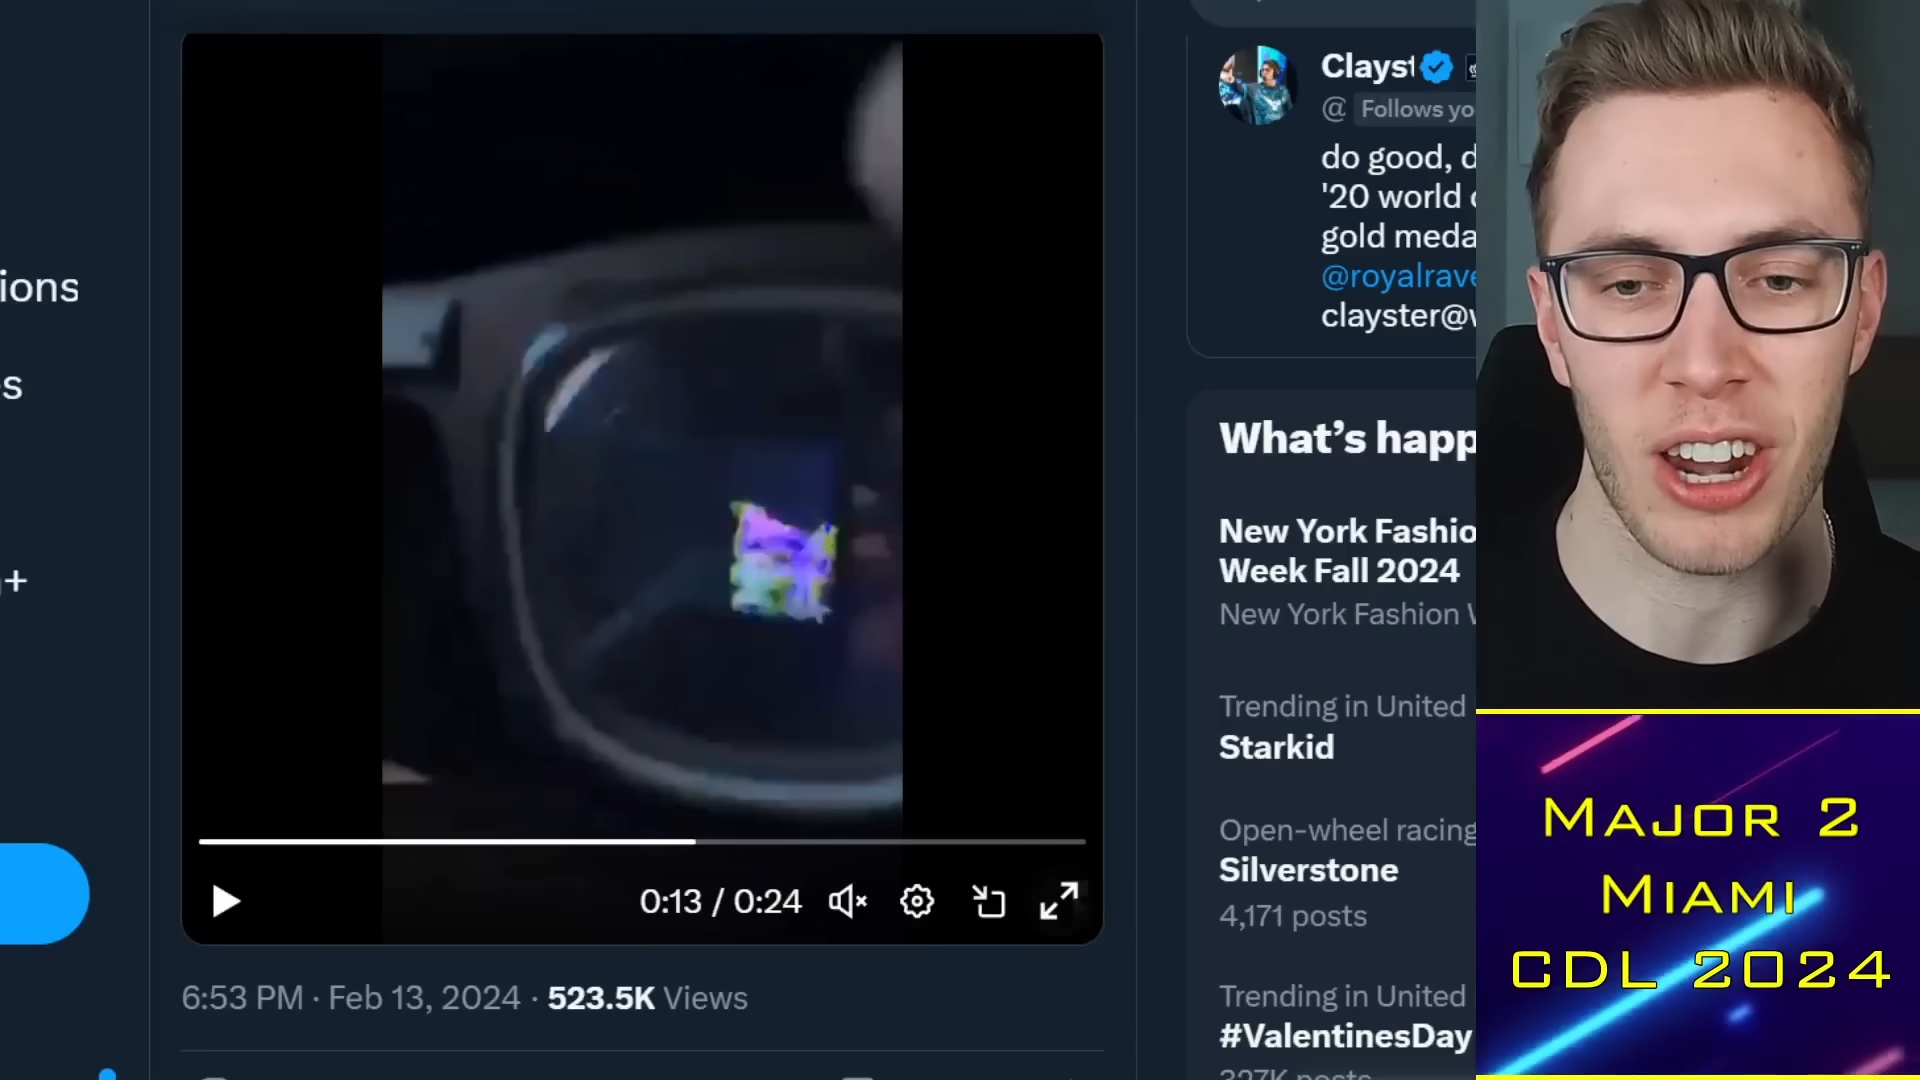 ions
s
+
0:13 / 0:24
6:53 PM · Feb 13, 2024 · 523.5K Views
Clayst
@ Follows yo
do good, d
'20 world c
gold meda
@royalrave
clayster@w
What's happ
New York Fashio
Week Fall 2024
New York Fashion W
Trending in United
Starkid
Open-wheel racing
Silverstone
4,171 posts
Trending in United
#ValentinesDay
327K posts
MAJOR 2
MIAMI
CDL 2024